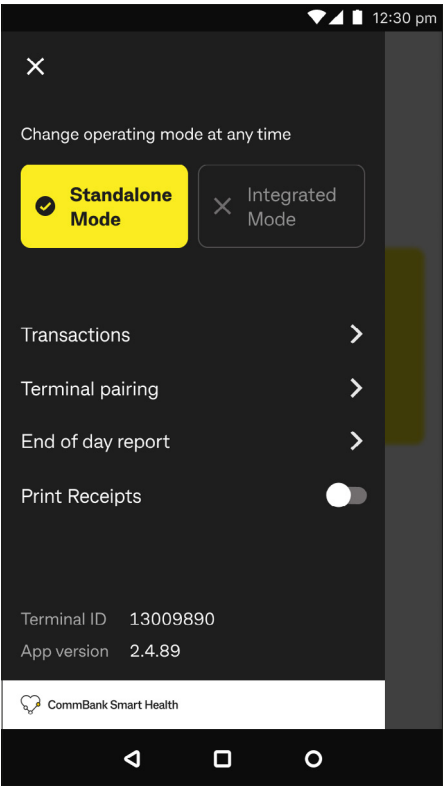 12:30 pm
Change operating mode at any time
Standalone
Mode
Integrated
Mode
Transactions
Terminal pairing
End of day report
Print Receipts
Terminal ID 13009890
App version 2.4.89
CommBank Smart Health